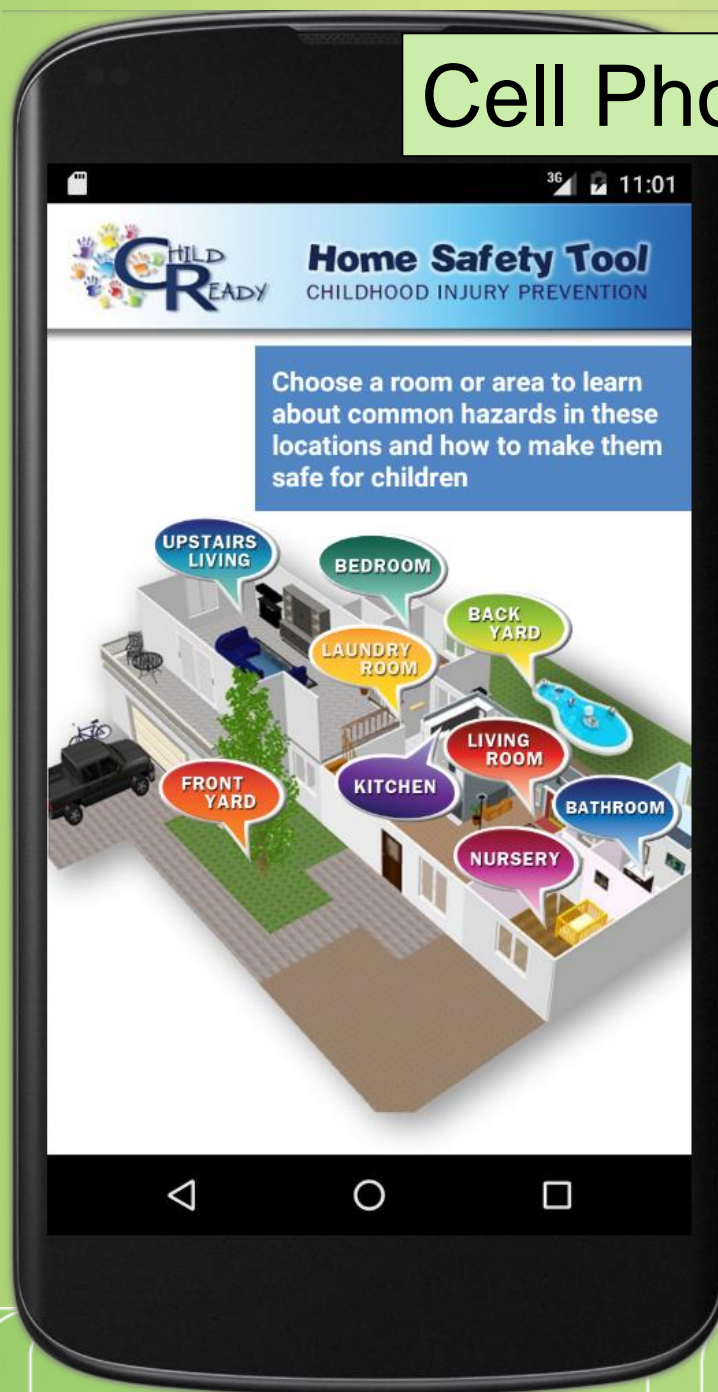 Cell Pho
3G 11:01
CHILD
READY
Home Safety Tool
CHILDHOOD INJURY PREVENTION
Choose a room or area to learn
about common hazards in these
locations and how to make them
safe for children
UPSTAIRS
LIVING
BEDROOM
BACK
YARD
LAUNDRY
ROOM
LIVING
ROOM
KITCHEN
FRONT
YARD
BATHROOM
NURSERY